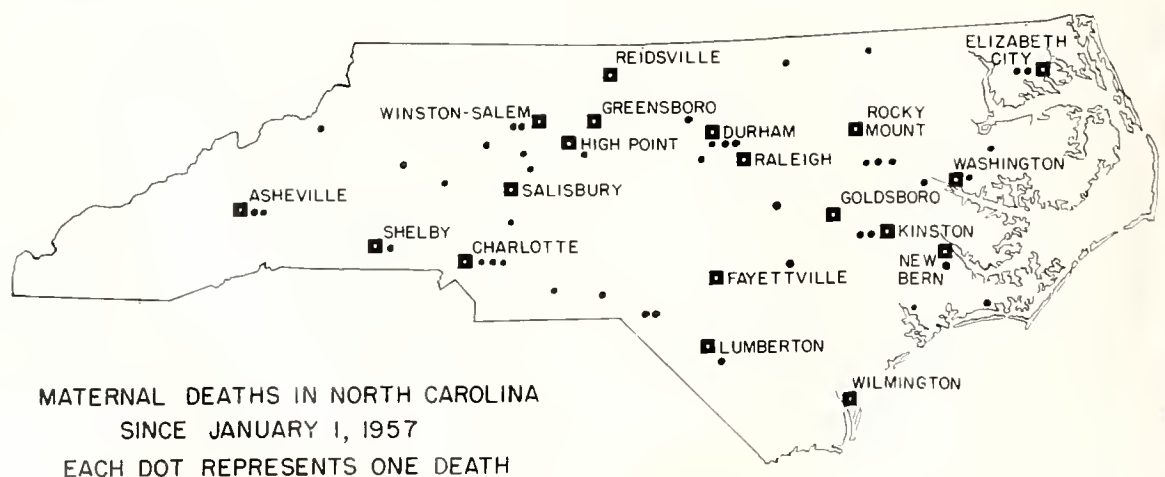 ELIZABETH
CITY
REIDSVILLE
WINSTON-SALEM
GREENSBORO
ROCKY
MOUNT
DURHAM
HIGH POINT
RALEIGH
WASHINGTON
SALISBURY
ASHEVILLE
GOLDSBORO
SHELBY
KINSTON
CHARLOTTE
NEW
BERN
FAYETTVILLE
LUMBERTON
WILMINGTON
MATERNAL DEATHS IN NORTH CAROLINA
SINCE JANUARY 1, 1957
EACH DOT REPRESENTS ONE DEATH